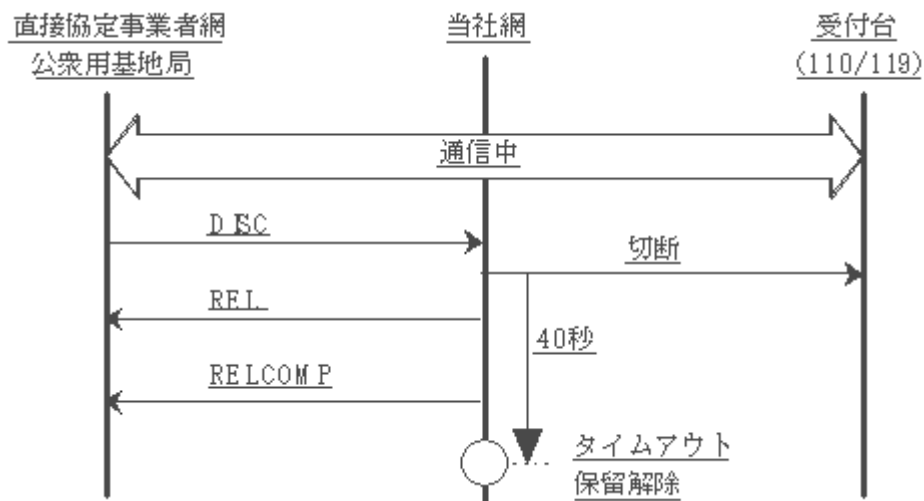 直接協定事業者網
公衆用基地局
当社網
受付台
(110/119)
通信中
DISC
切断
REL
40秒
RELCOMP
タイムアウト
保留解除